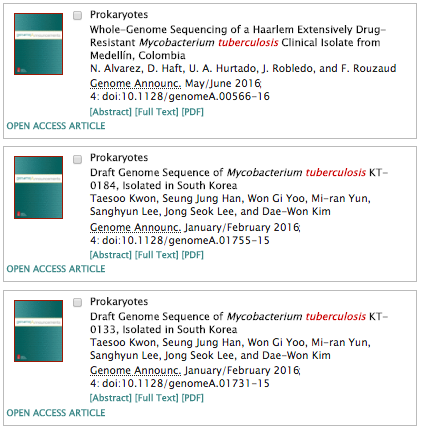 Prokaryotes
Whole-Genome Sequencing of a Haarlem Extensively Drug-
Resistant Mycobacterium tuberculosis Clinical Isolate from
Medellín, Colombia
N. Alvarez, D. Haft, U. A. Hurtado, J. Robledo, and F. Rouzaud
Genome Announc. May/June 2016;
4: doi:10.1128/genomeA.00566-16
[Abstract] [Full Text] [PDF]
OPEN ACCESS ARTICLE
Prokaryotes
Draft Genome Sequence of Mycobacterium tuberculosis KT-
0184, Isolated in South Korea
Taesoo Kwon, Seung Jung Han, Won Gi Yoo, Mi-ran Yun,
Sanghyun Lee, Jong Seok Lee, and Dae-Won Kim
Genome Announc. January/February 2016;
4: doi:10.1128/genomeA.01755-15
[Abstract] [Full Text] [PDF]
OPEN ACCESS ARTICLE
Prokaryotes
Draft Genome Sequence of Mycobacterium tuberculosis KT-
0133, Isolated in South Korea
Taesoo Kwon, Seung Jung Han, Won Gi Yoo, Mi-ran Yun,
Sanghyun Lee, Jong Seok Lee, and Dae-Won Kim
Genome Announc. January/February 2016;
4: doi:10.1128/genomeA.01731-15
[Abstract] [Full Text] [PDF]
OPEN ACCESS ARTICLE